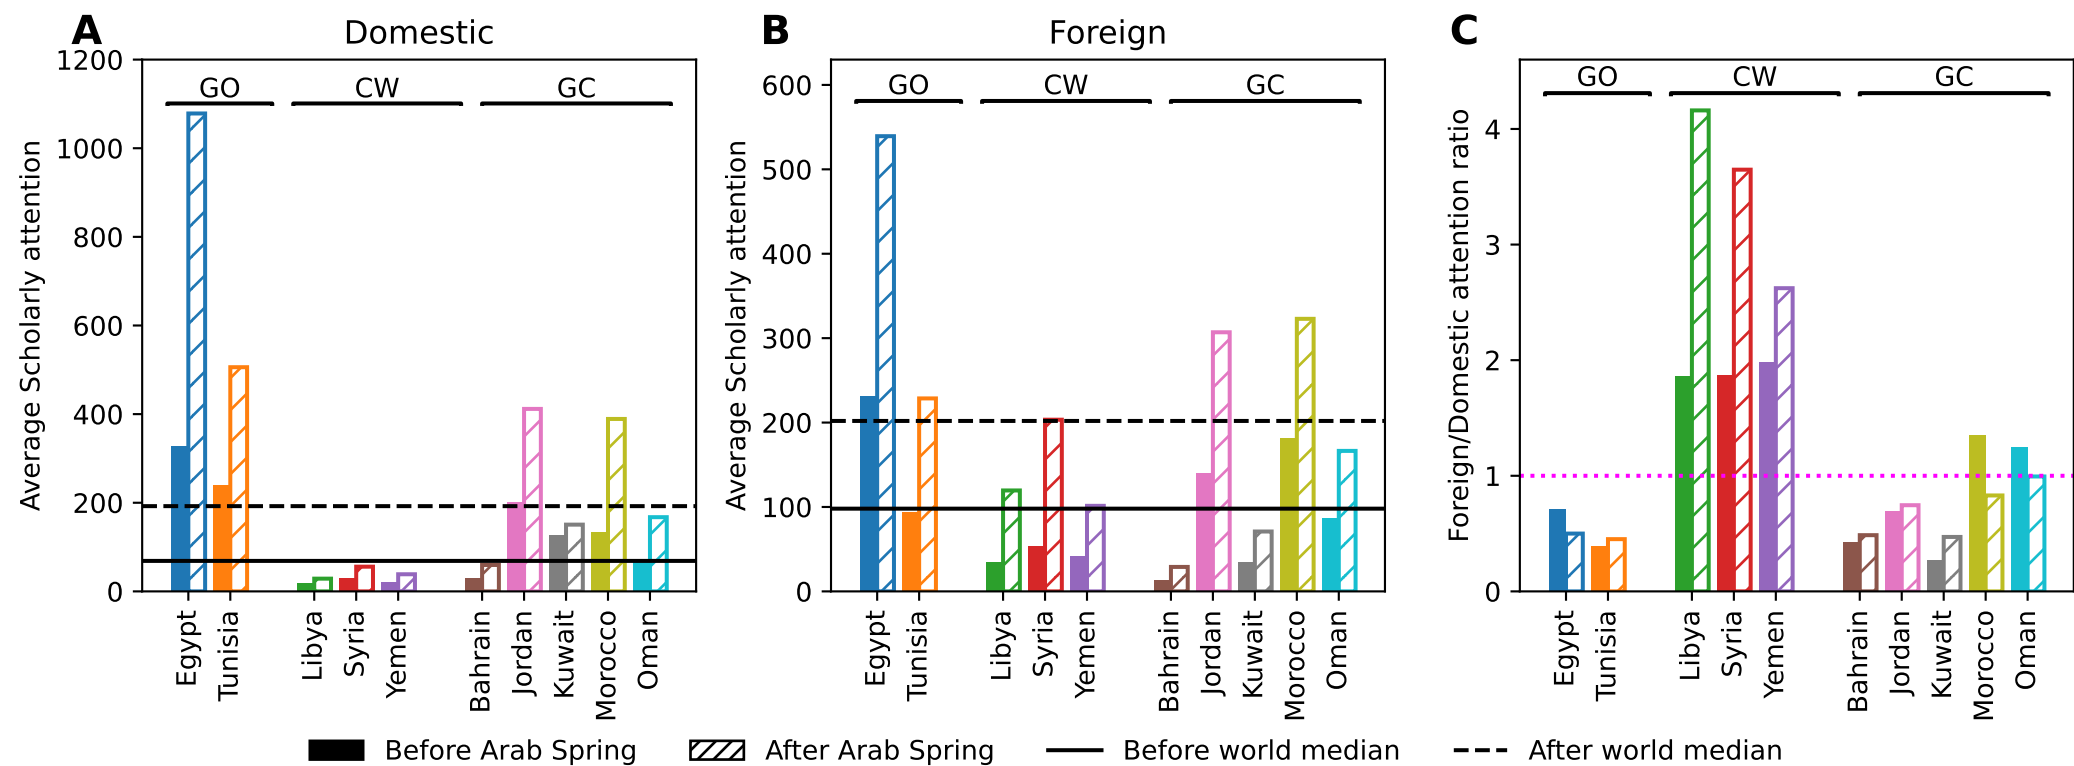 A
Domestic
B
Foreign
C
Average Scholarly attention
1200
1000
800
600
400
200
0
GO
CW
GC
Egypt
Tunisia
Libya
Syria
Yemen
Bahrain
Jordan
Kuwait
Morocco
Oman
Average Scholarly attention
600
500
400
300
200
100
0
GO
CW
GC
Egypt
Tunisia
Libya
Syria
Yemen
Bahrain
Jordan
Kuwait
Morocco
Oman
Foreign/Domestic attention ratio
4
3
2
1
0
GO
CW
GC
Egypt
Tunisia
Libya
Syria
Yemen
Bahrain
Jordan
Kuwait
Morocco
Oman
Before Arab Spring
After Arab Spring
Before world median
After world median